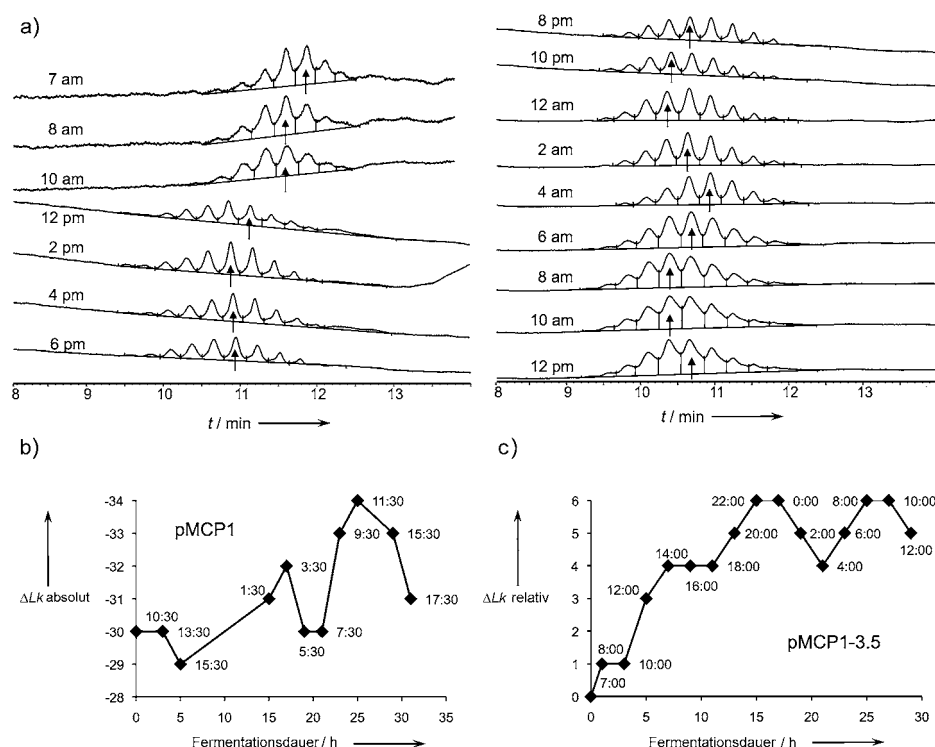 a)
7 am
8 am
10 am
12 pm
2 pm
4 pm
6 pm
8 9 10 11 12 13
t / min
8 pm
10 pm
12 am
2 am
4 am
6 am
8 am
10 am
12 pm
8 9 10 11 12 13
t / min
b)
pMCP1
ΔLk absolut
-34
-33
-32
-31
-30
-29
-28
10:30
13:30
15:30
1:30
3:30
5:30
7:30
9:30
11:30
15:30
17:30
0 5 10 15 20 25 30 35
Fermentationsdauer / h
c)
pMCP1-3.5
ΔLk relativ
6
5
4
3
2
1
0
7:00
8:00
10:00
12:00
14:00
16:00
18:00
20:00
22:00
0:00
2:00
4:00
6:00
8:00
10:00
12:00
0 5 10 15 20 25 30
Fermentationsdauer / h